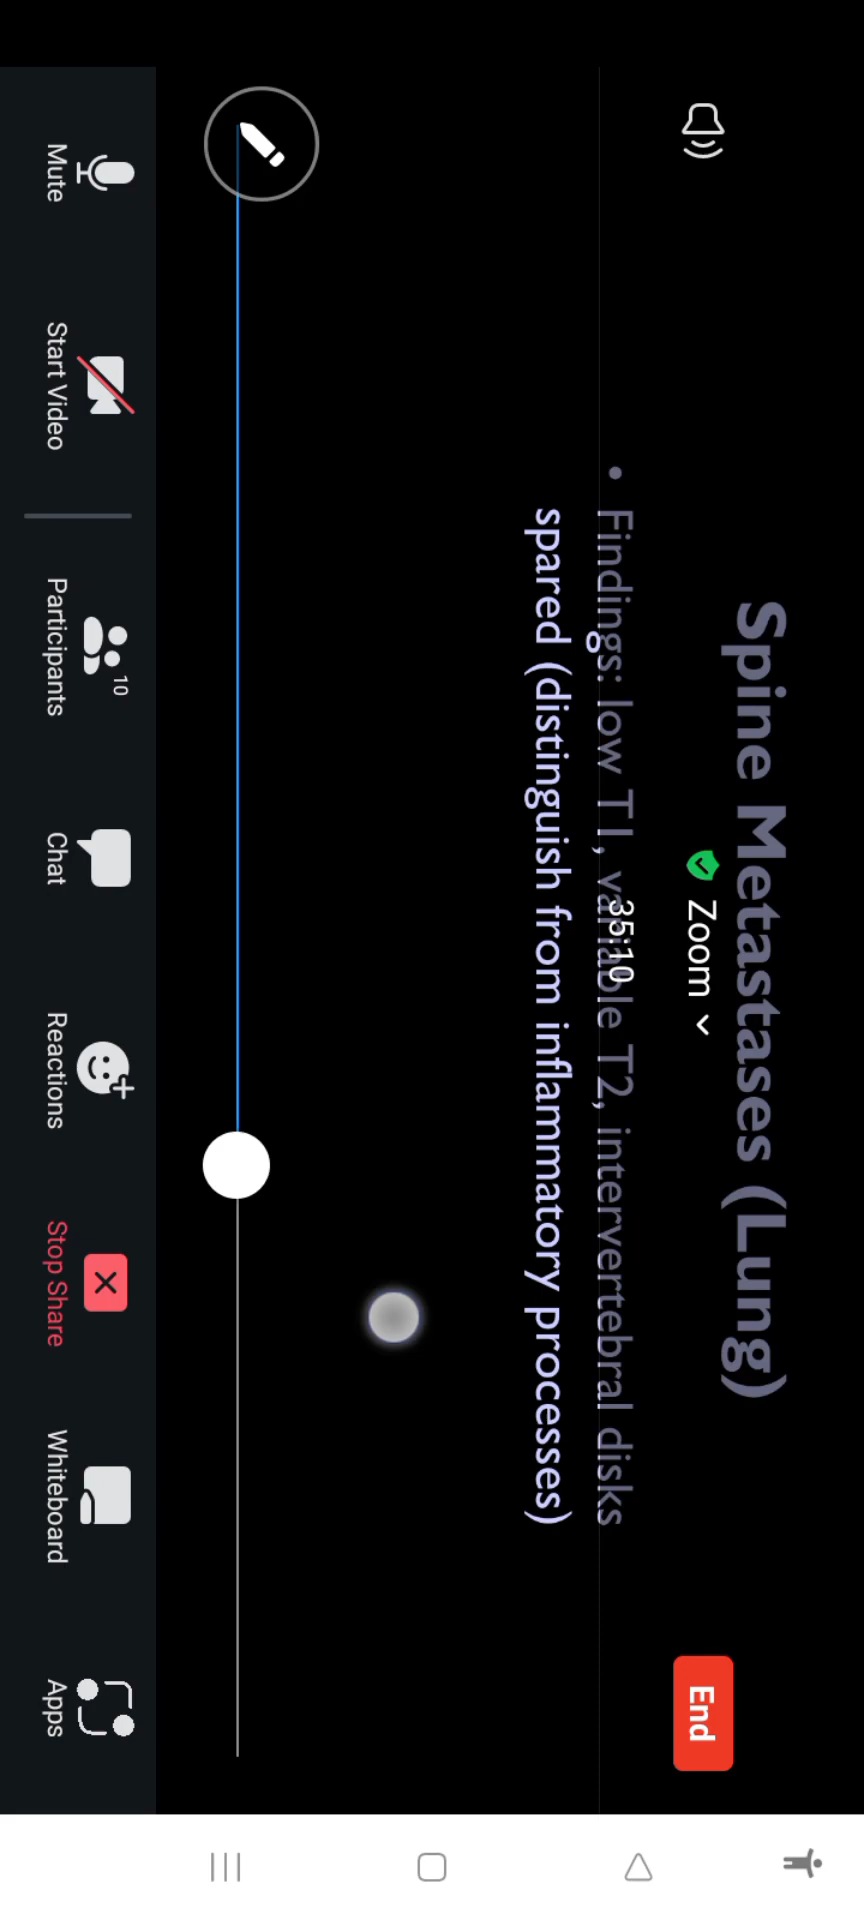 Spine Metastases (Lung)
Zoom
End
35:10
• Findings: low T1, variable T2, intervertebral disks
spared (distinguish from inflammatory processes)
Mute
Start Video
10
Participants
Chat
Reactions
Stop Share
Whiteboard
Apps